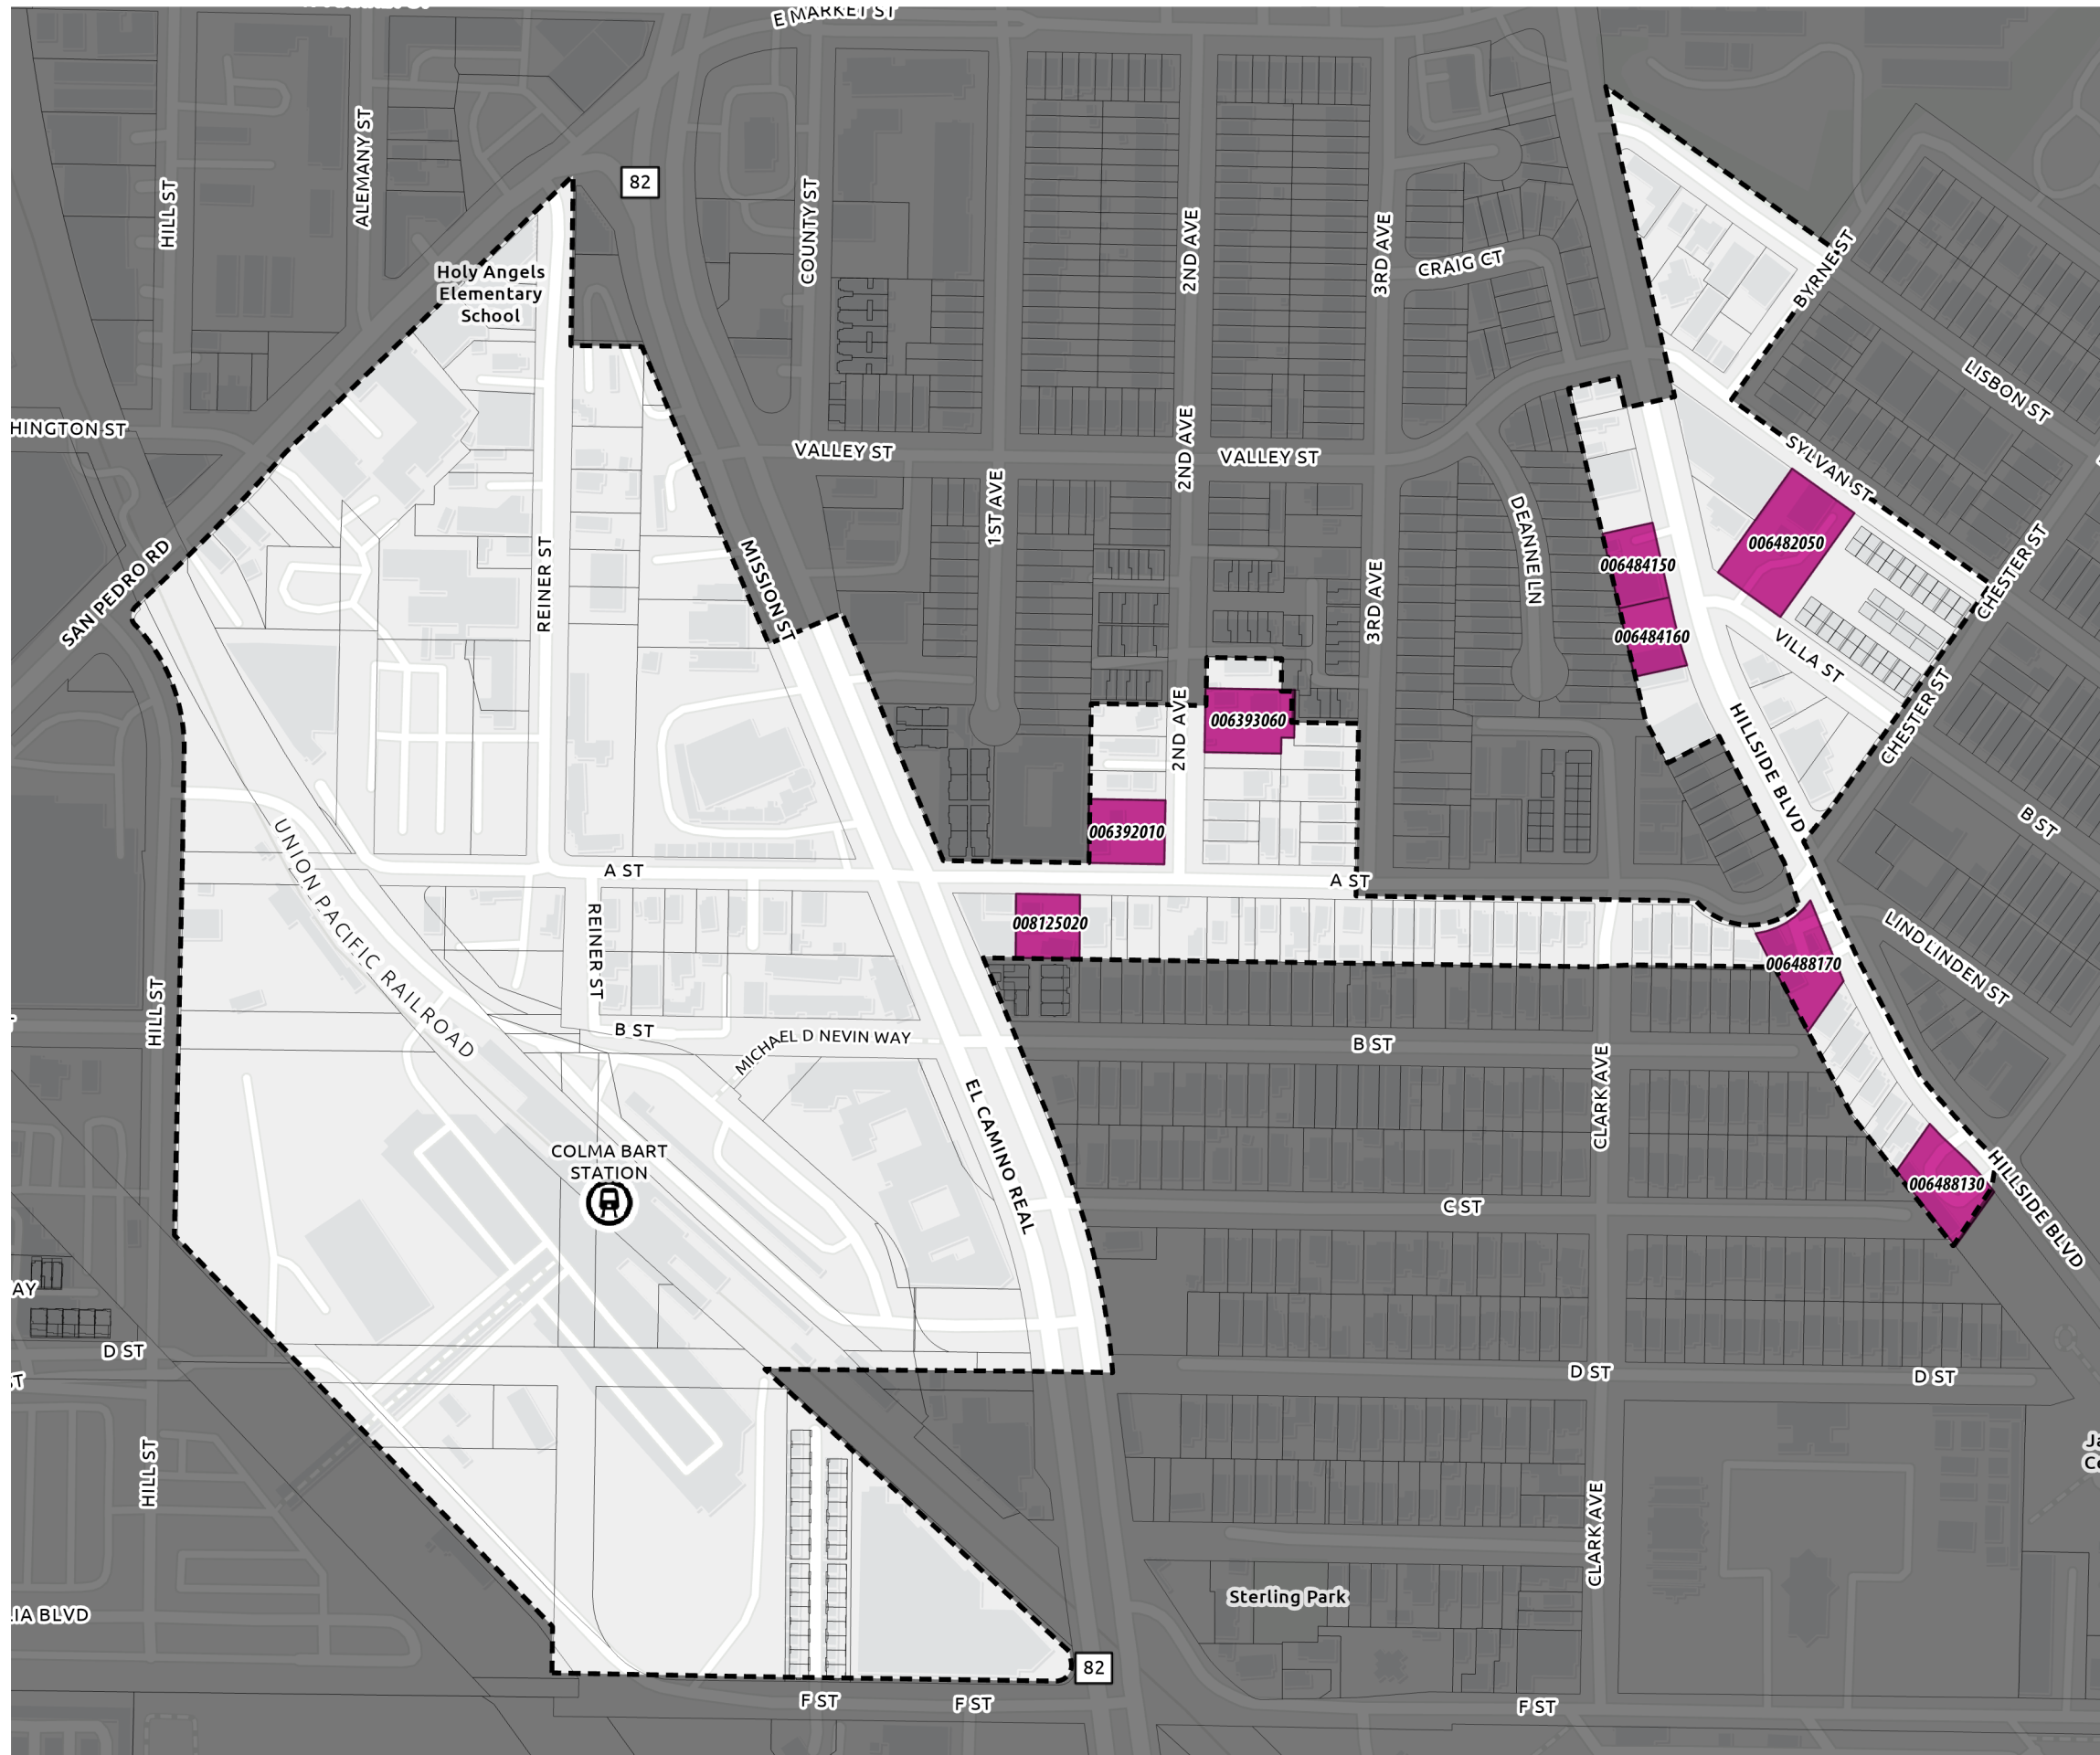 E MARKET ST
82
HILL ST
ALEMANY ST
COUNTY ST
2ND AVE
3RD AVE
CRAIG CT
BYRNE ST
Holy Angels
Elementary
School
LISBON ST
HINGTON ST
VALLEY ST
2ND AVE
VALLEY ST
SYLVAN ST
1ST AVE
DEANNE LN
006482050
006484150
CHESTER ST
SAN PEDRO RD
REINER ST
MISSION ST
3RD AVE
006484160
VILLA ST
2ND AVE
006393060
CHESTER ST
HILLSIDE BLVD
006392010
B ST
UNION PACIFIC RAILROAD
A ST
A ST
REINER ST
008125020
LIND
LINDEN ST
006488170
HILL ST
B ST
MICHAEL D NEVIN WAY
B ST
EL CAMINO REAL
CLARK AVE
COLMA BART
STATION
006488130
HILLSIDE BLVD
C ST
AY
D ST
D ST
D ST
ST
HILL ST
CLARK AVE
Sterling Park
LIA BLVD
82
F ST
F ST
F ST